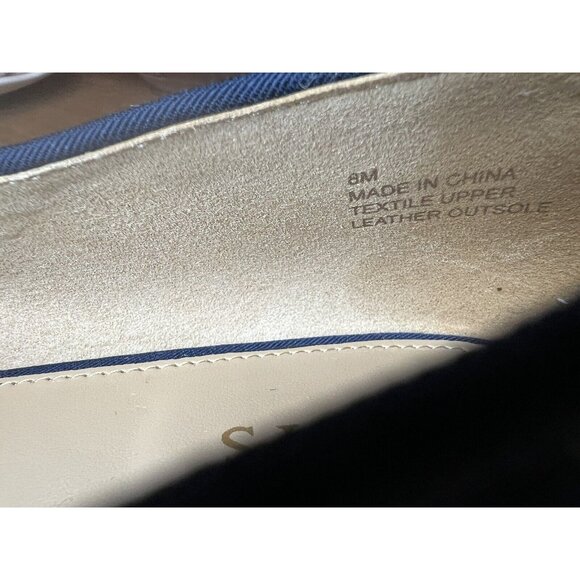 8M
MADE IN CHINA
TEXTILE UPPER
LEATHER OUTSOLE